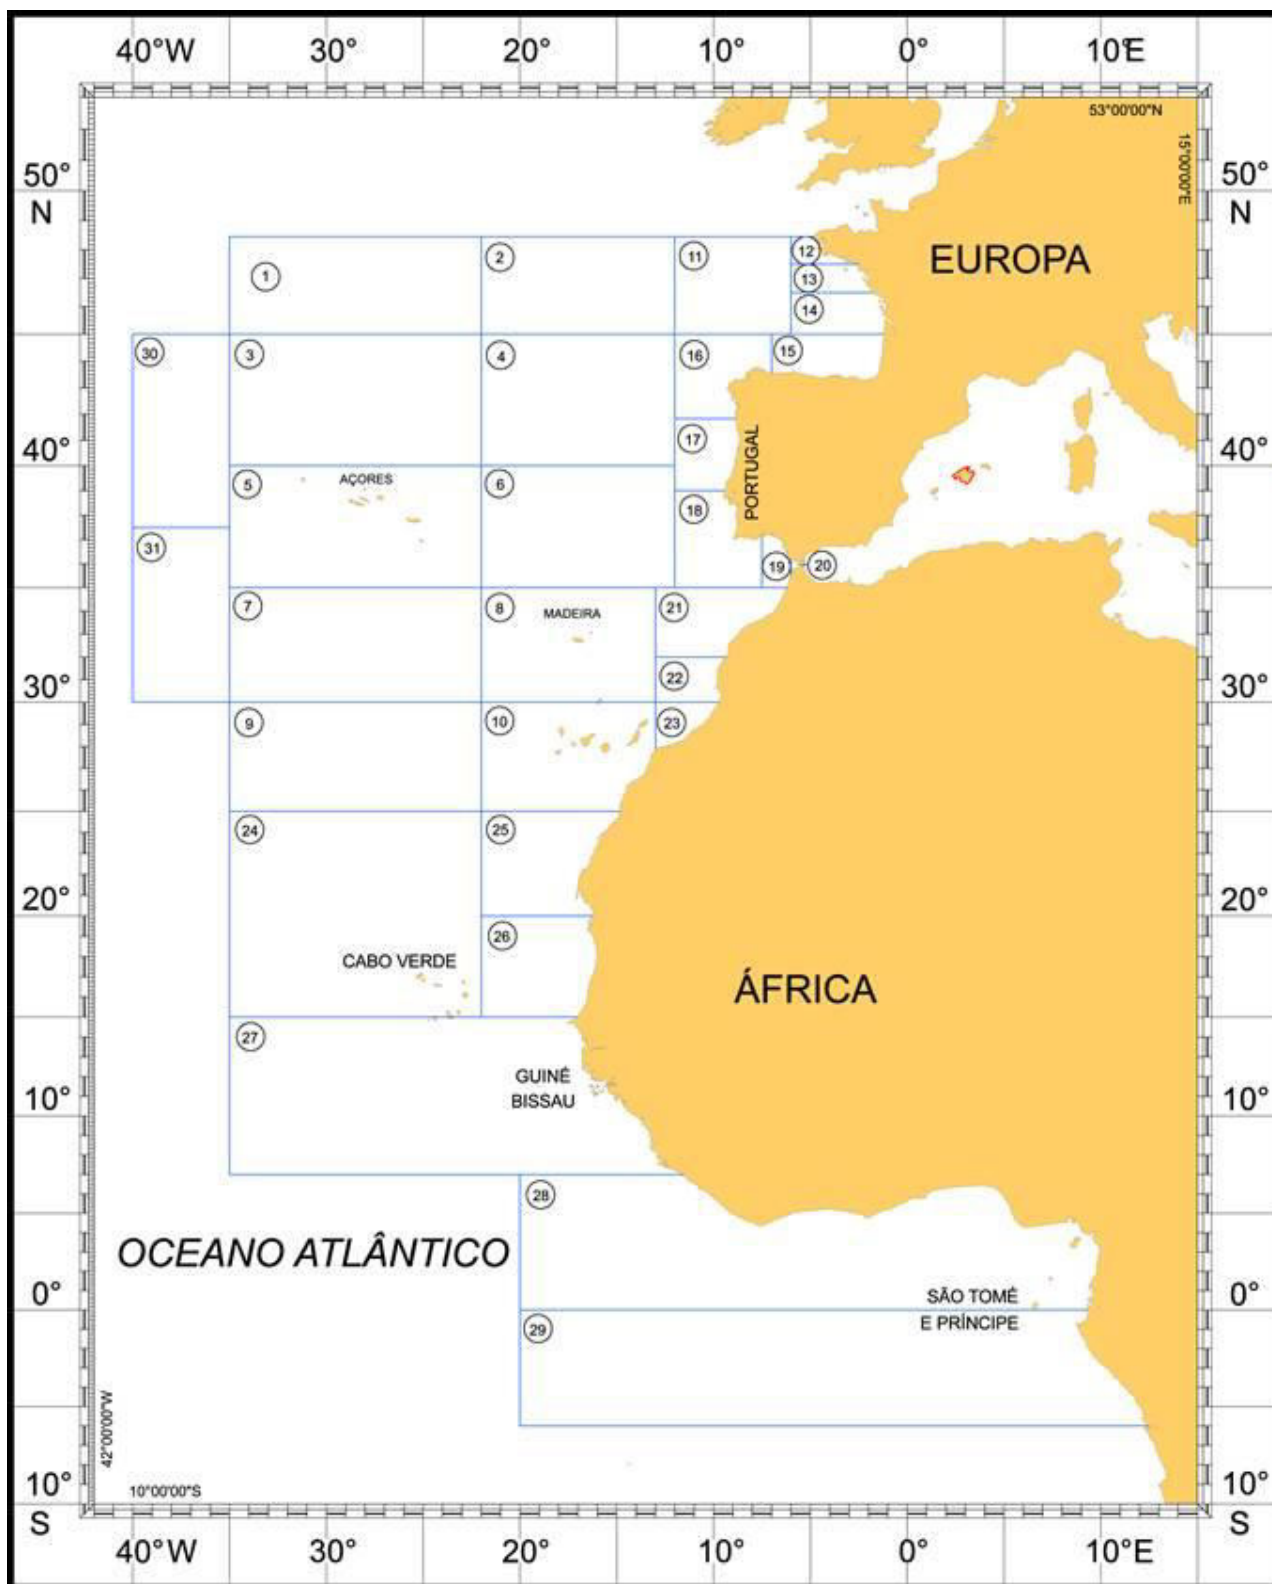 40°W 30° 20° 10° 0° 10°E
53°00'00"N
15°00'00"E
50° 50°
N N
EUROPA
1 2 11 12
13
14
30 3 4 16 15
17
PORTUGAL
40° 40°
5 AÇORES 6
18
31
19 20
7 8 MADEIRA 21
22
30° 30°
9 10 23
24 25
20° 20°
26
CABO VERDE
ÁFRICA
27
GUINÉ
BISSAU
10° 10°
28
OCEANO ATLÂNTICO
0° 0°
SÃO TOMÉ
E PRÍNCIPE
29
42°00'00"W
10°00'00"S
10° 10°
S S
40°W 30° 20° 10° 0° 10°E